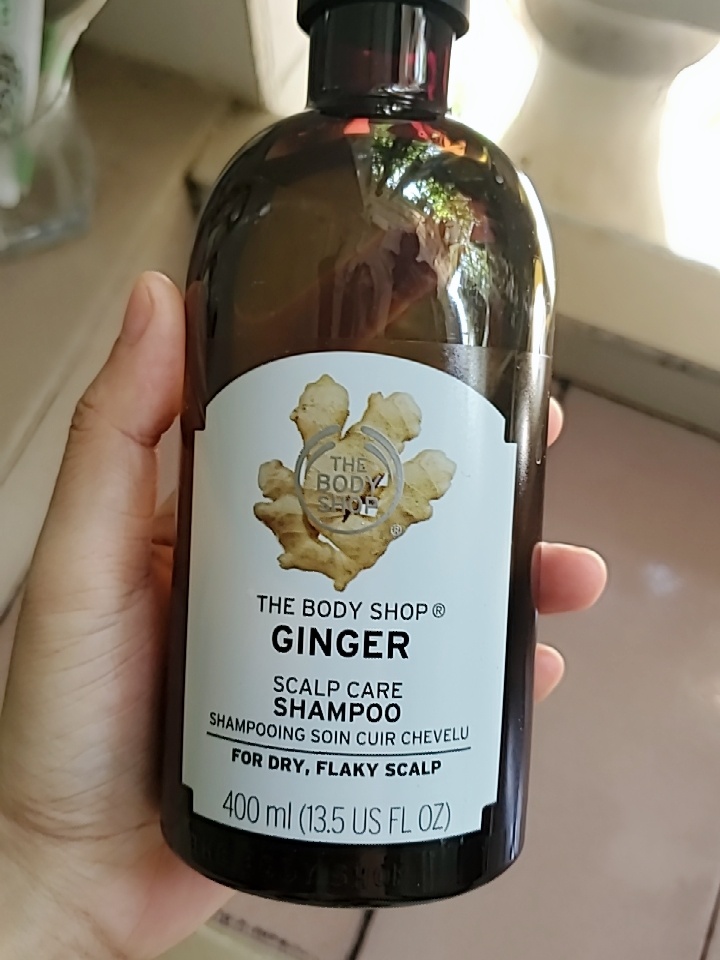 THE
BODY
SHOP
®
THE BODY SHOP®
GINGER
SCALP CARE
SHAMPOO
SHAMPOOING SOIN CUIR CHEVELU
FOR DRY, FLAKY SCALP
400 ml (13.5 US FL OZ)